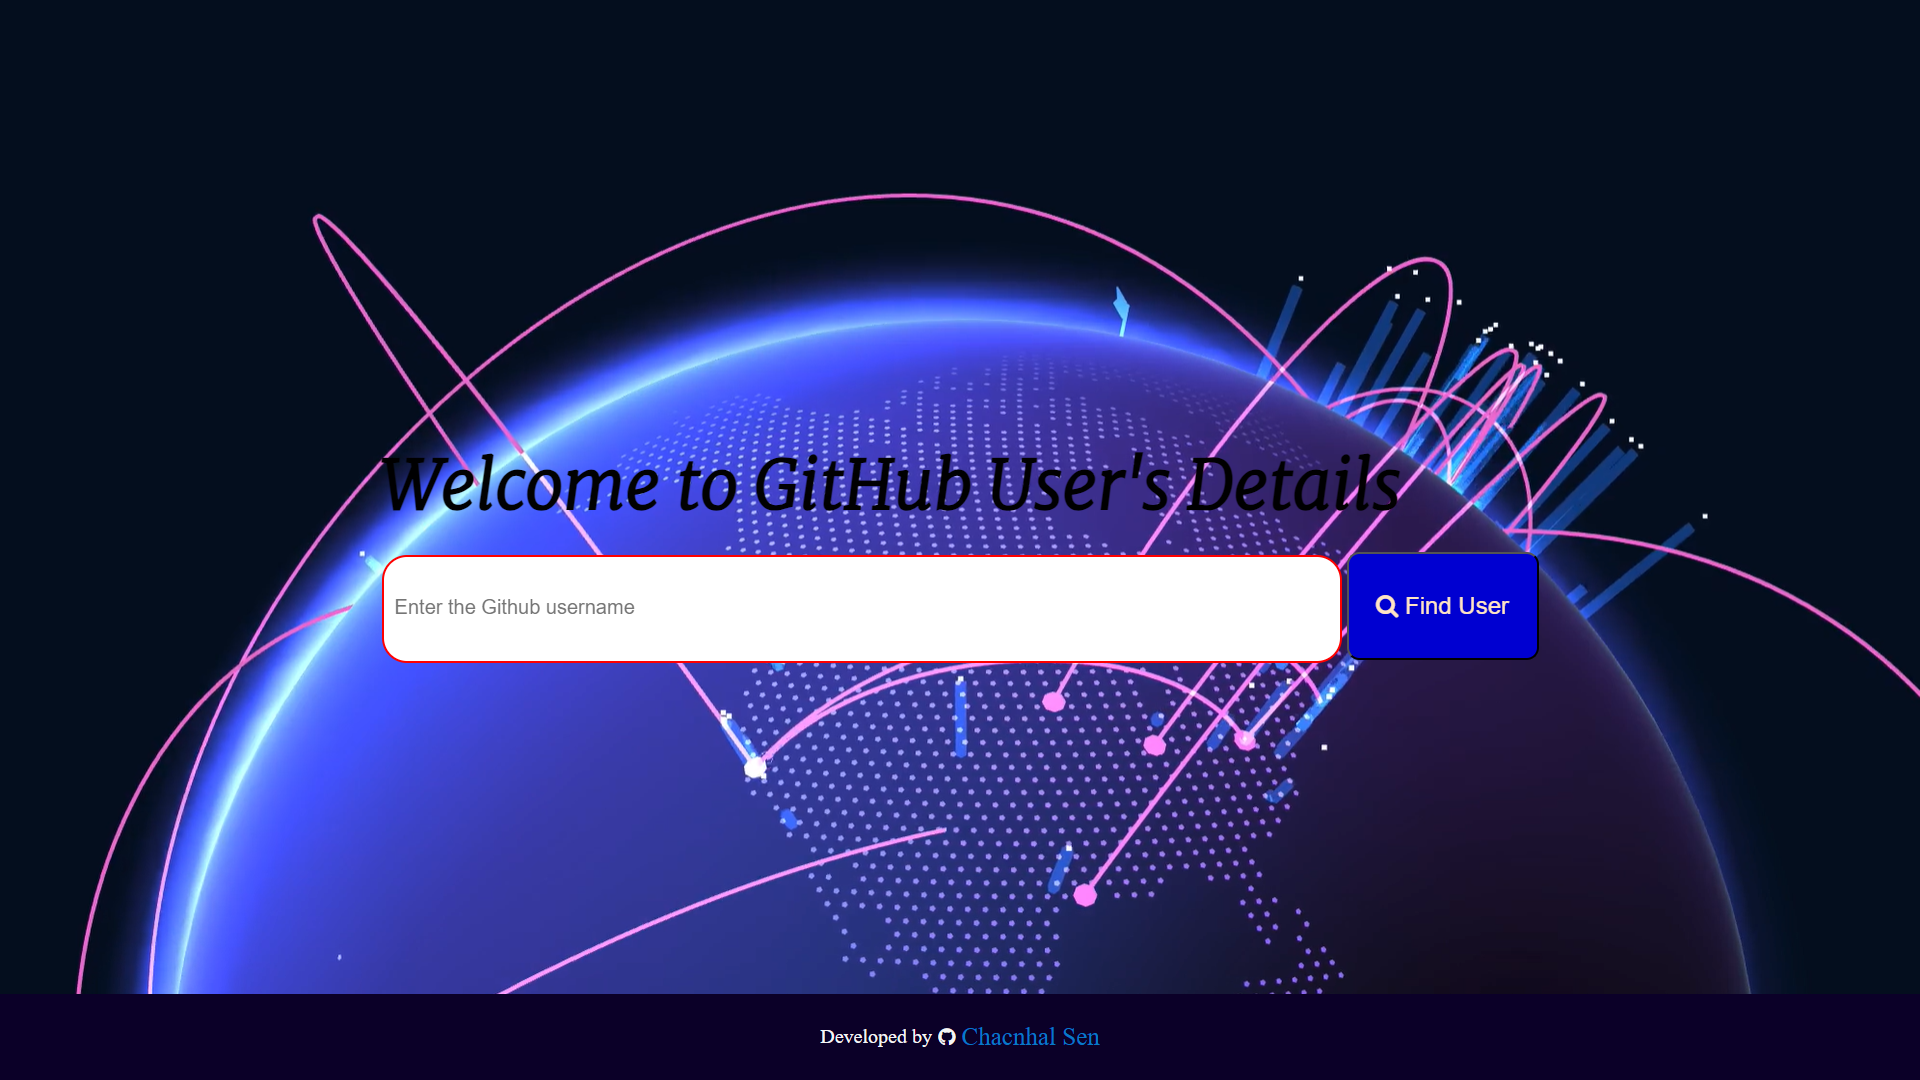 Welcome to GitHub User's Details
Enter the Github username
Find User
Developed by Chacnhal Sen